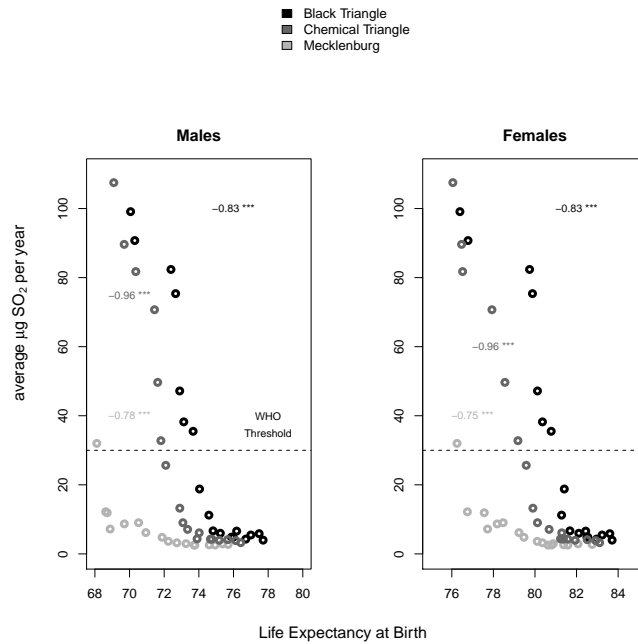 Black Triangle
Chemical Triangle
Mecklenburg
Males
Females
average µg SO2 per year
100
80
60
40
20
0
−0.83 ***
−0.96 ***
−0.78 ***
WHO
Threshold
68 70 72 74 76 78 80
−0.83 ***
−0.96 ***
−0.75 ***
100
80
60
40
20
0
76 78 80 82 84
Life Expectancy at Birth